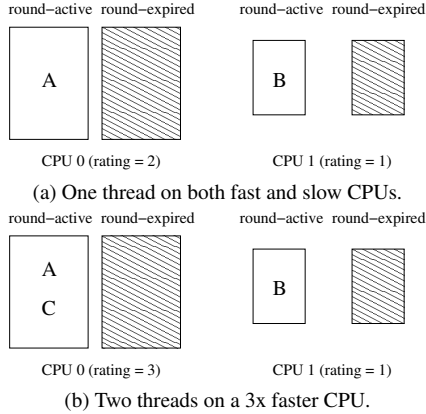 round−active round−expired round−active round−expired
A B
CPU 0 (rating = 2) CPU 1 (rating = 1)
(a) One thread on both fast and slow CPUs.
round−active round−expired round−active round−expired
A
B
C
CPU 0 (rating = 3) CPU 1 (rating = 1)
(b) Two threads on a 3x faster CPU.